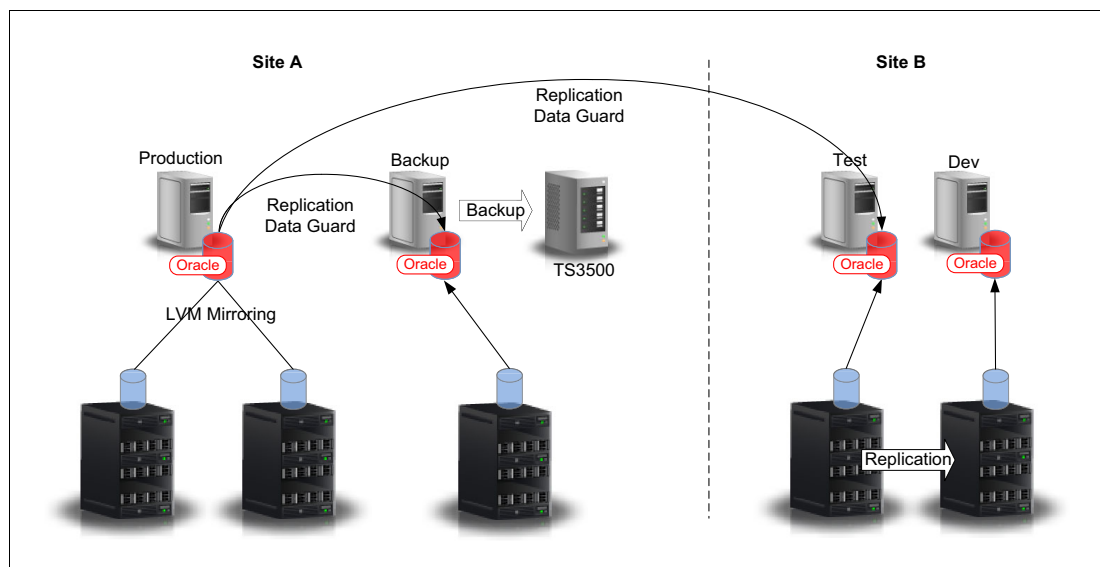 Site A
Site B
Replication
Data Guard
Production
Backup
Test
Dev
Replication
Data Guard
Backup
Oracle
Oracle
TS3500
Oracle
Oracle
LVM Mirroring
Replication